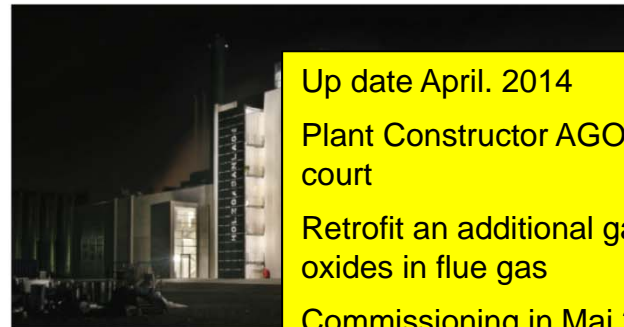 HOLZGASANLAGE
Up date April. 2014
Plant Constructor AGO
court
Retrofit an additional ga
oxides in flue gas
Commissioning in Mai